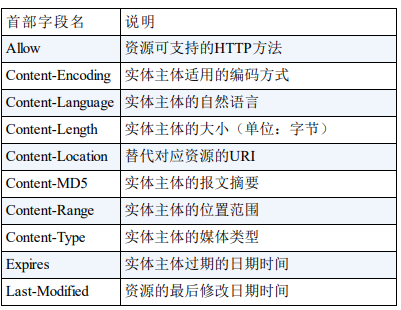 首部字段名 说明
Allow 资源可支持的HTTP方法
Content-Encoding 实体主体适用的编码方式
Content-Language 实体主体的自然语言
Content-Length 实体主体的大小（单位：字节）
Content-Location 替代对应资源的URI
Content-MD5 实体主体的报文摘要
Content-Range 实体主体的位置范围
Content-Type 实体主体的媒体类型
Expires 实体主体过期的日期时间
Last-Modified 资源的最后修改日期时间